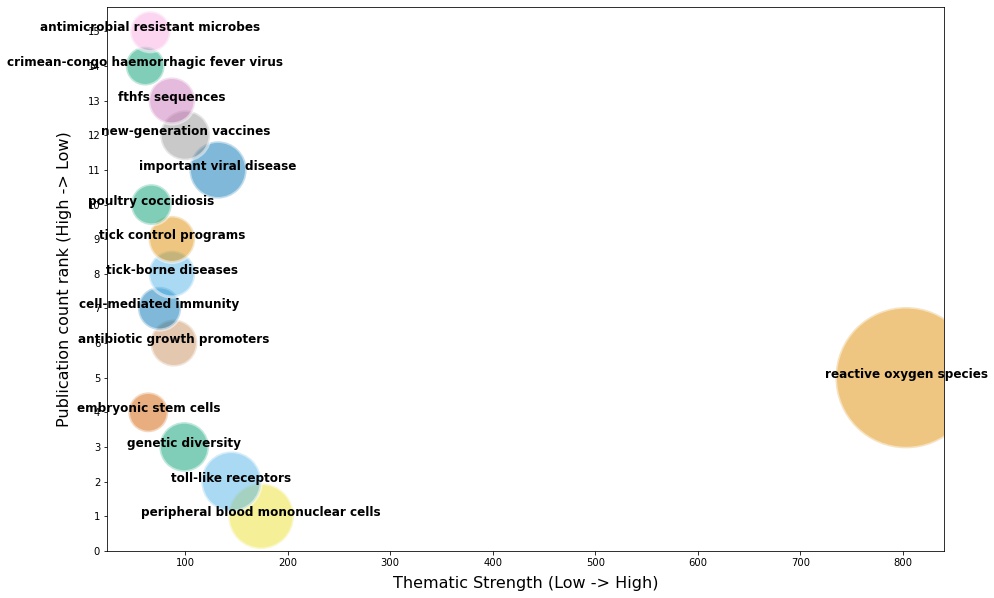 15
antimicrobial resistant microbes
14
crimean-congo haemorrhagic fever virus
13
fthfs sequences
12
new-generation vaccines
11
important viral disease
10
poultry coccidiosis
9
tick control programs
8
tick-borne diseases
7
cell-mediated immunity
6
antibiotic growth promoters
5
reactive oxygen species
4
embryonic stem cells
3
genetic diversity
2
toll-like receptors
1
peripheral blood mononuclear cells
0
100 200 300 400 500 600 700 800
Thematic Strength (Low -> High)
Publication count rank (High -> Low)